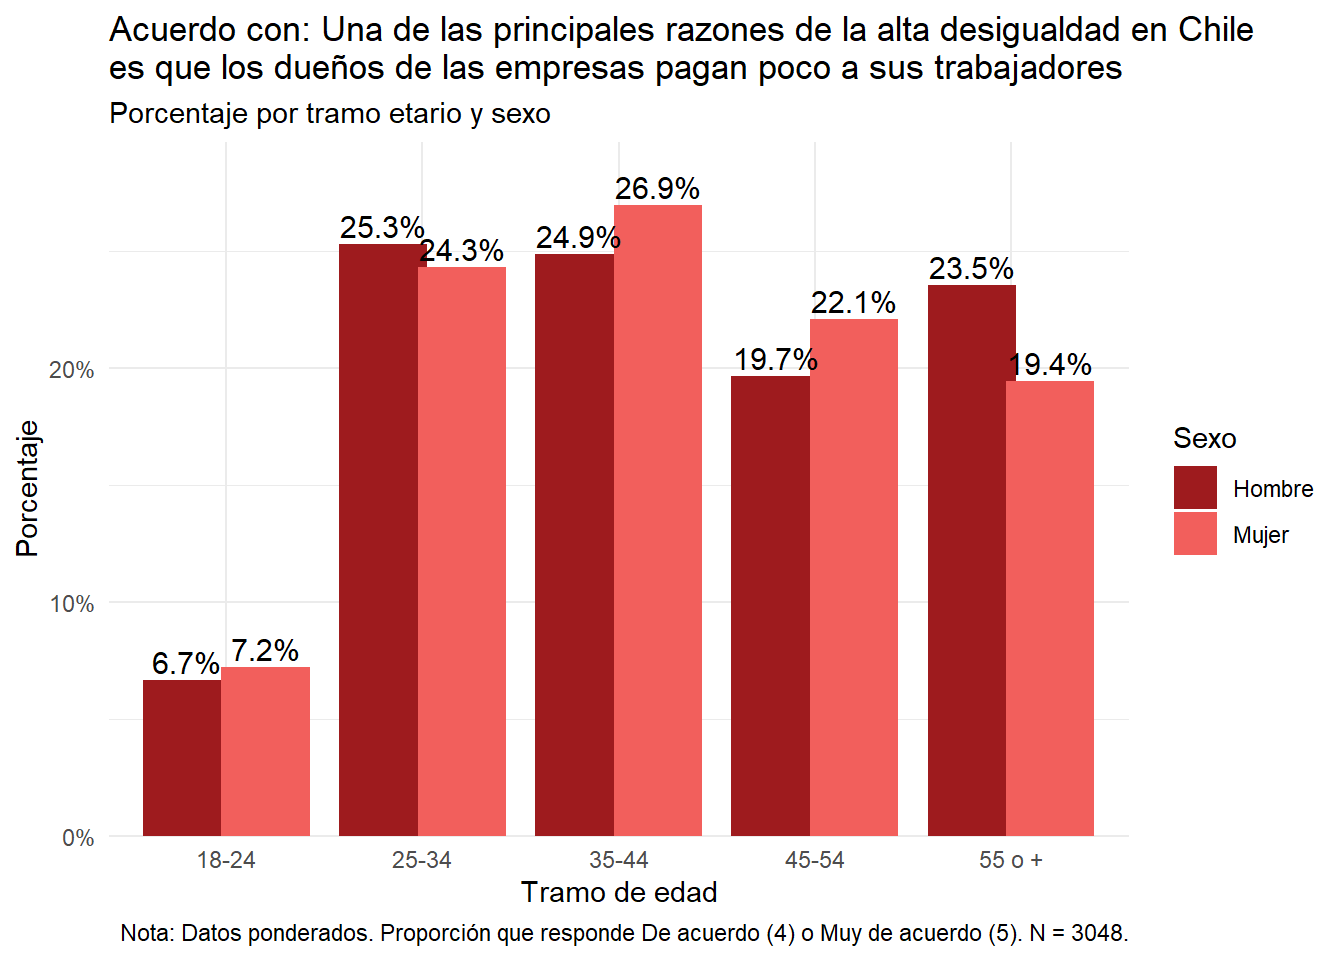 Acuerdo con: Una de las principales razones de la alta desigualdad en Chile
es que los dueños de las empresas pagan poco a sus trabajadores
Porcentaje por tramo etario y sexo
26.9%
25.3%
24.9%
24.3%
23.5%
22.1%
19.7%
19.4%
7.2%
6.7%
20%
10%
0%
Porcentaje
Sexo
Hombre
Mujer
18-24
25-34
35-44
45-54
55 o +
Tramo de edad
Nota: Datos ponderados. Proporción que responde De acuerdo (4) o Muy de acuerdo (5). N = 3048.